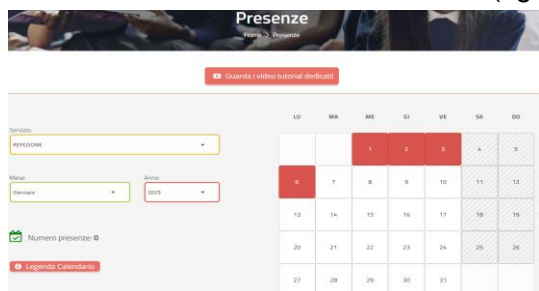 Presenze
Home > Presenze
Guarda i video tutorial dedicati!
LU MA ME GI VE SA DO
Servizio:
REFEZIONE
1 2 3 4 5
Mese: Anno:
Gennaio 2025
6 7 8 9 10 11 12
13 14 15 16 17 18 19
Numero presenze: 0
20 21 22 23 24 25 26
Legenda Calendario
27 28 29 30 31